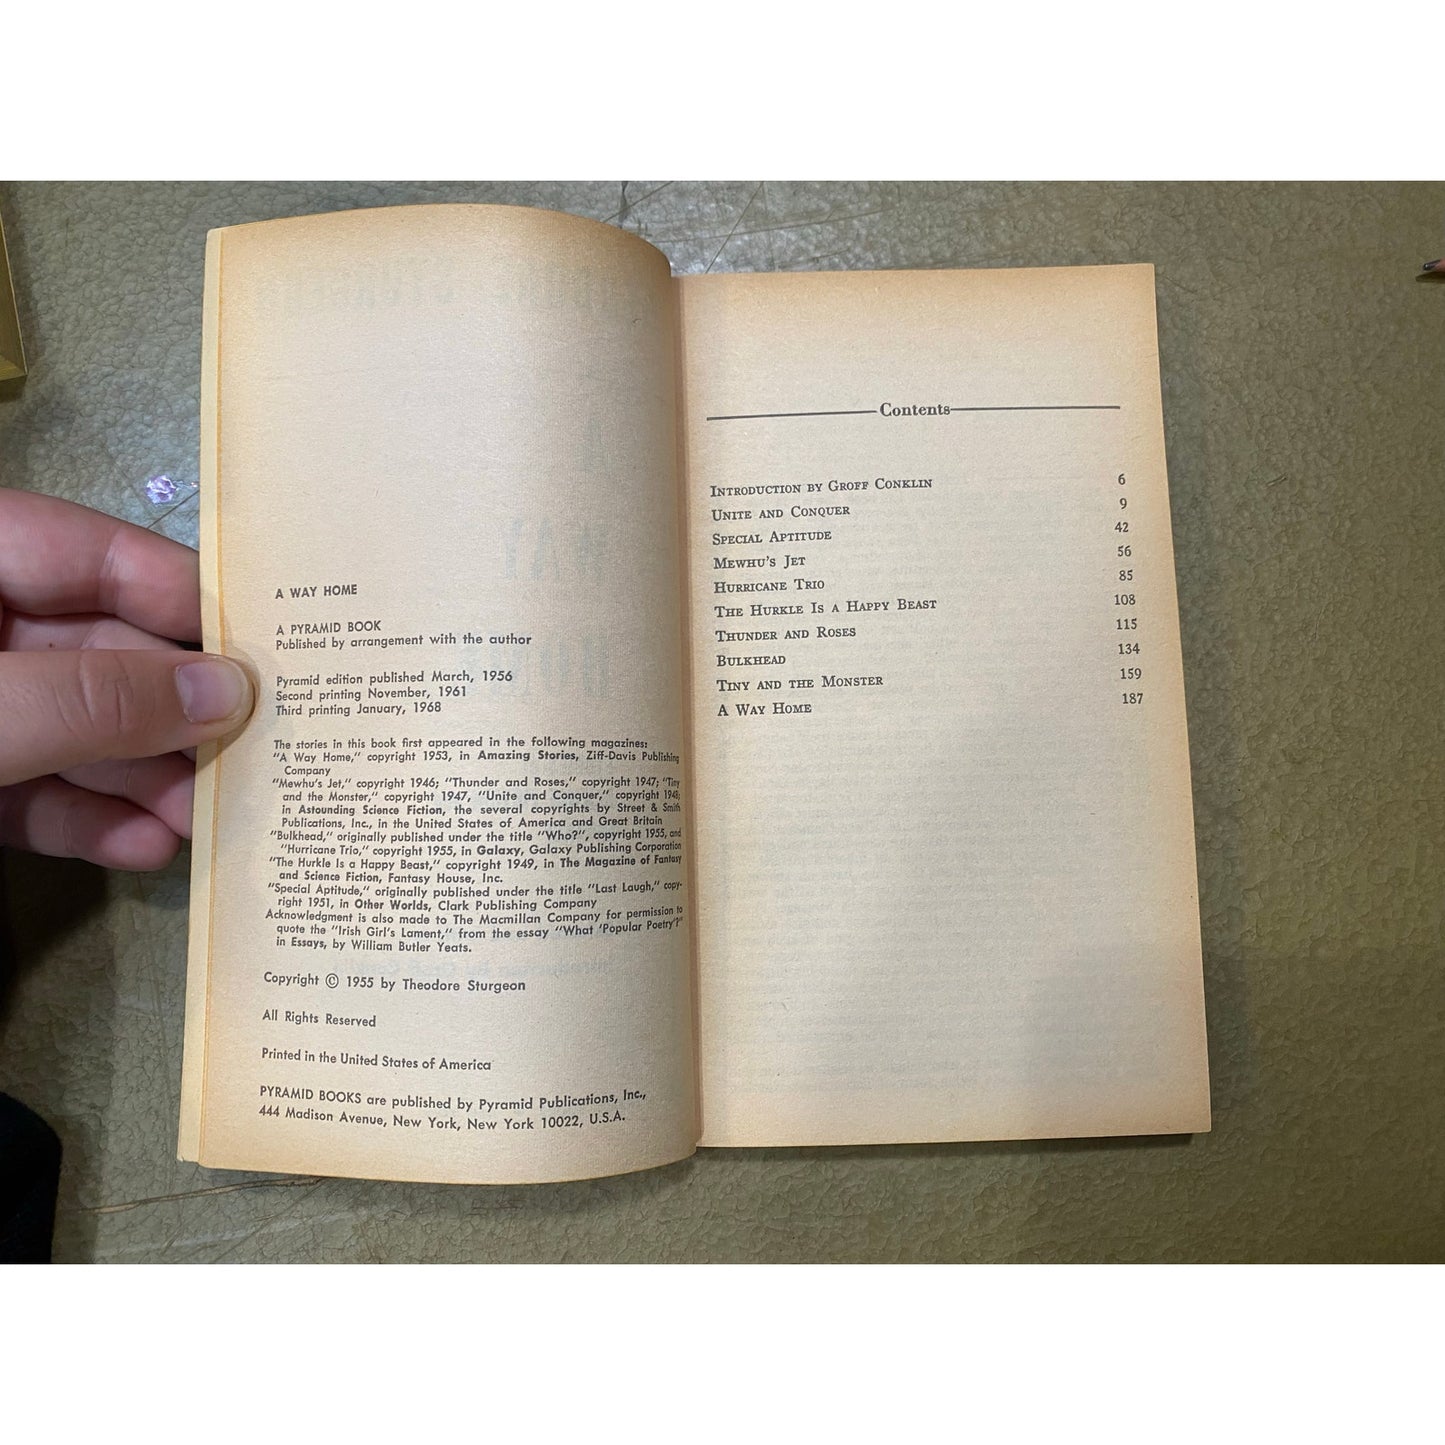 A WAY HOME
A PYRAMID BOOK
Published by arrangement with the author
Pyramid edition published March, 1956
Second printing November, 1961
Third printing January, 1968
The stories in this book first appeared in the following magazines:
"A Way Home," copyright 1953, in Amazing Stories, Ziff-Davis Publishing
Company
"Mewhu's Jet," copyright 1946; "Thunder and Roses," copyright 1947; "Tiny
and the Monster," copyright 1947, "Unite and Conquer," copyright 1948;
in Astounding Science Fiction, the several copyrights by Street & Smith
Publications, Inc., in the United States of America and Great Britain
"Bulkhead," originally published under the title "Who?", copyright 1955, and
"Hurricane Trio," copyright 1955, in Galaxy, Galaxy Publishing Corporation
"The Hurkle Is a Happy Beast," copyright 1949, in The Magazine of Fantasy
and Science Fiction, Fantasy House, Inc.
"Special Aptitude," originally published under the title "Last Laugh," copy-
right 1951, in Other Worlds, Clark Publishing Company
Acknowledgment is also made to The Macmillan Company for permission to
quote the "Irish Girl's Lament," from the essay "What 'Popular Poetry'?"
in Essays, by William Butler Yeats.
Copyright © 1955 by Theodore Sturgeon
All Rights Reserved
Printed in the United States of America
PYRAMID BOOKS are published by Pyramid Publications, Inc.,
444 Madison Avenue, New York, New York 10022, U.S.A.
Contents
INTRODUCTION BY GROFF CONKLIN 6
UNITE AND CONQUER 9
SPECIAL APTITUDE 42
MEWHU'S JET 56
HURRICANE TRIO 85
THE HURKLE IS A HAPPY BEAST 108
THUNDER AND ROSES 115
BULKHEAD 134
TINY AND THE MONSTER 159
A WAY HOME 187